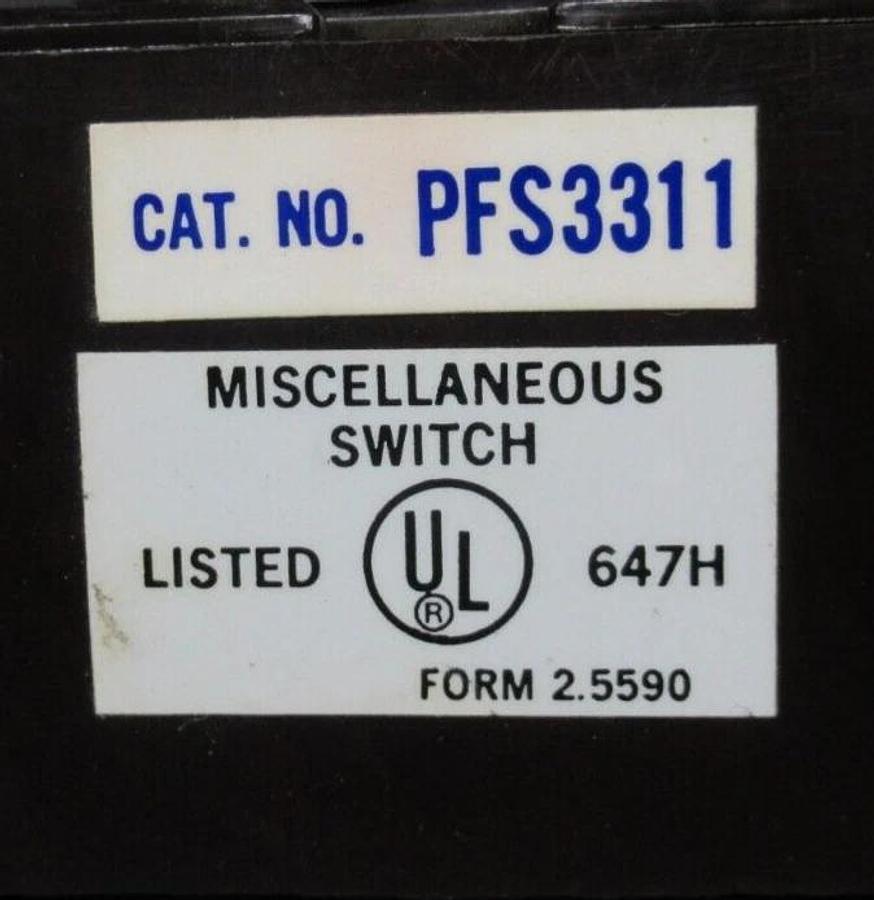 CAT. NO. PFS3311
MISCELLANEOUS
SWITCH
LISTED UL ® 647H
FORM 2.5590